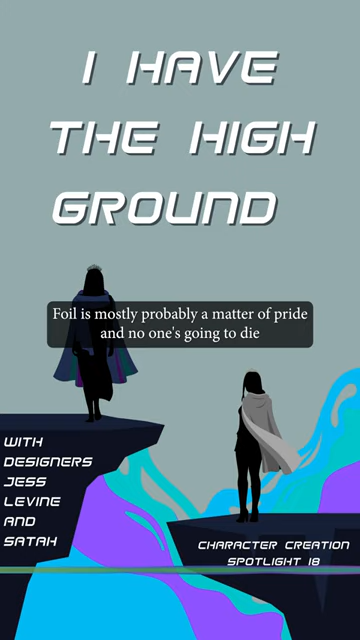 I HAVE
THE HIGH
GROUND
Foil is mostly probably a matter of pride
and no one's going to die
WITH
DESIGNERS
JESS
LEVINE
AND
SATAH
CHARACTER CREATION
SPOTLIGHT 18